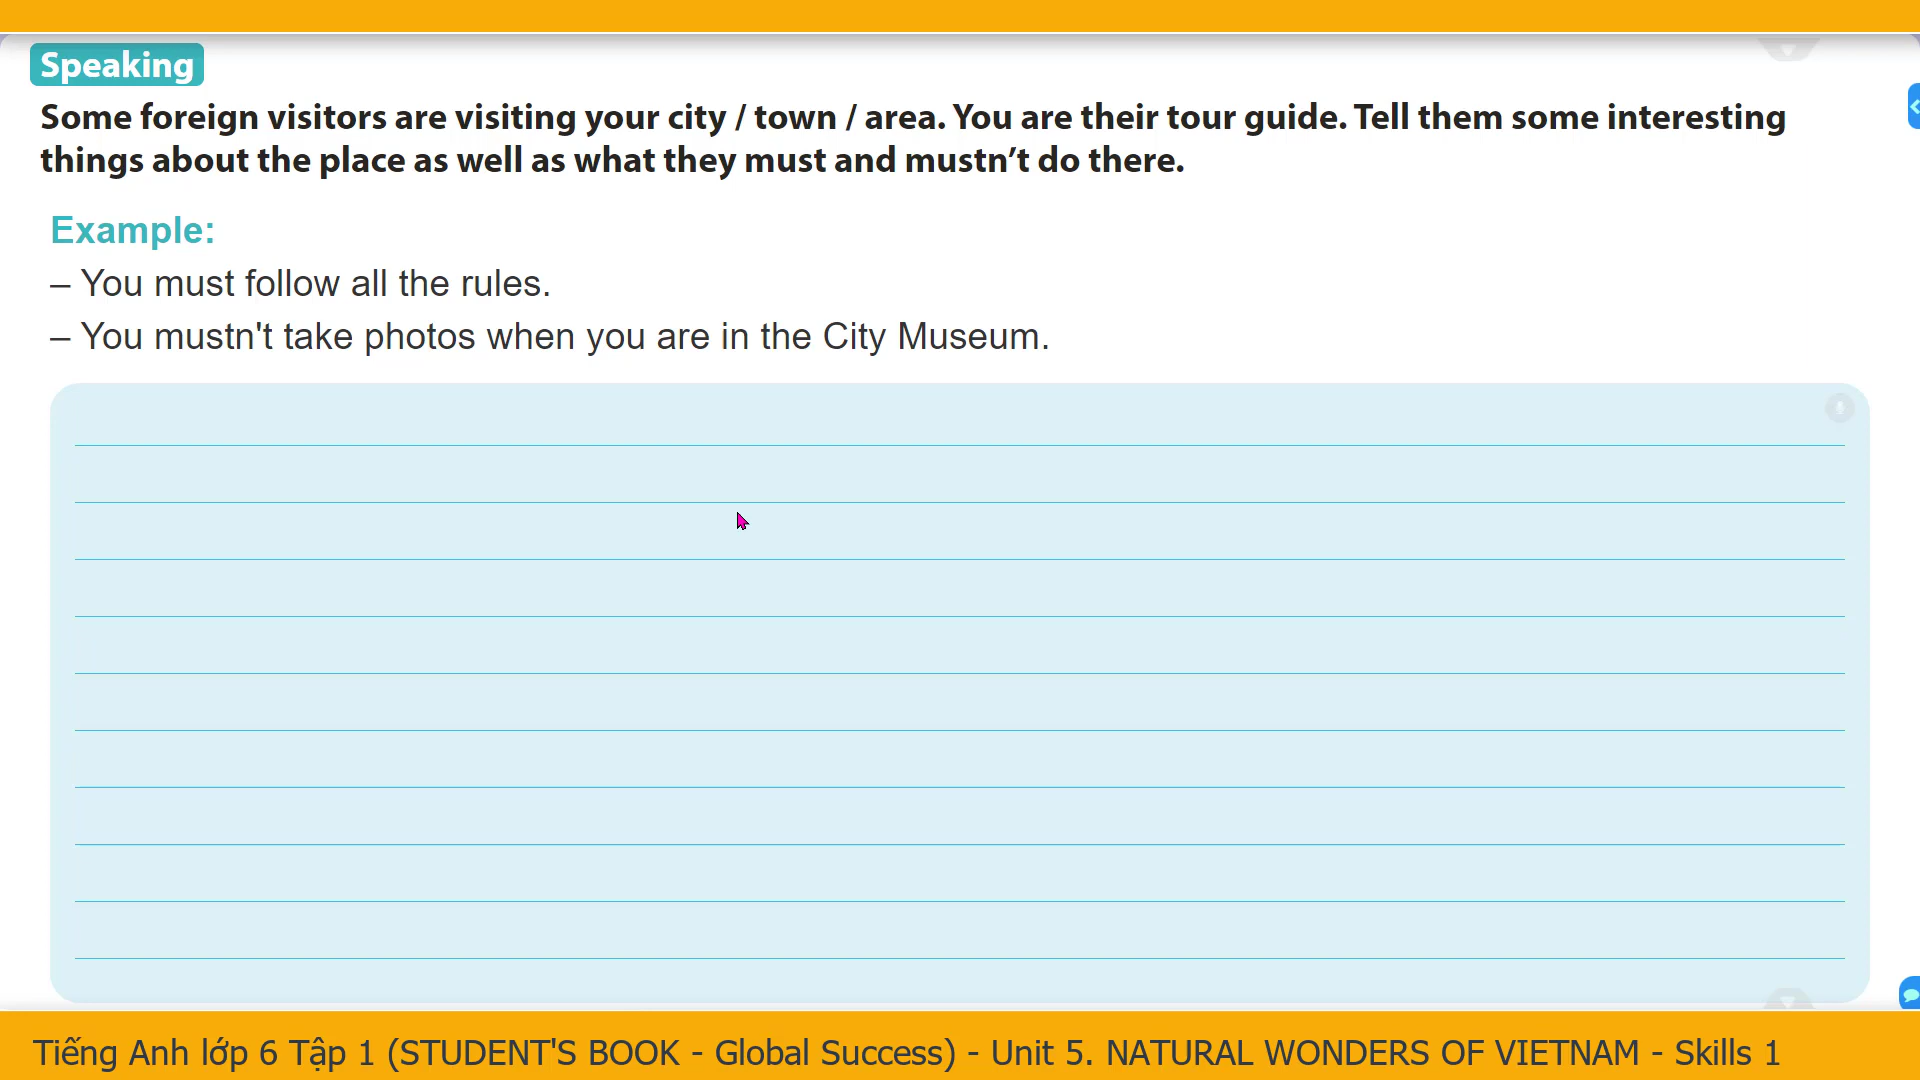 Speaking
Some foreign visitors are visiting your city / town / area. You are their tour guide. Tell them some interesting
things about the place as well as what they must and mustn’t do there.
Example:
– You must follow all the rules.
– You mustn't take photos when you are in the City Museum.
Tiếng Anh lớp 6 Tập 1 (STUDENT'S BOOK - Global Success) - Unit 5. NATURAL WONDERS OF VIETNAM - Skills 1